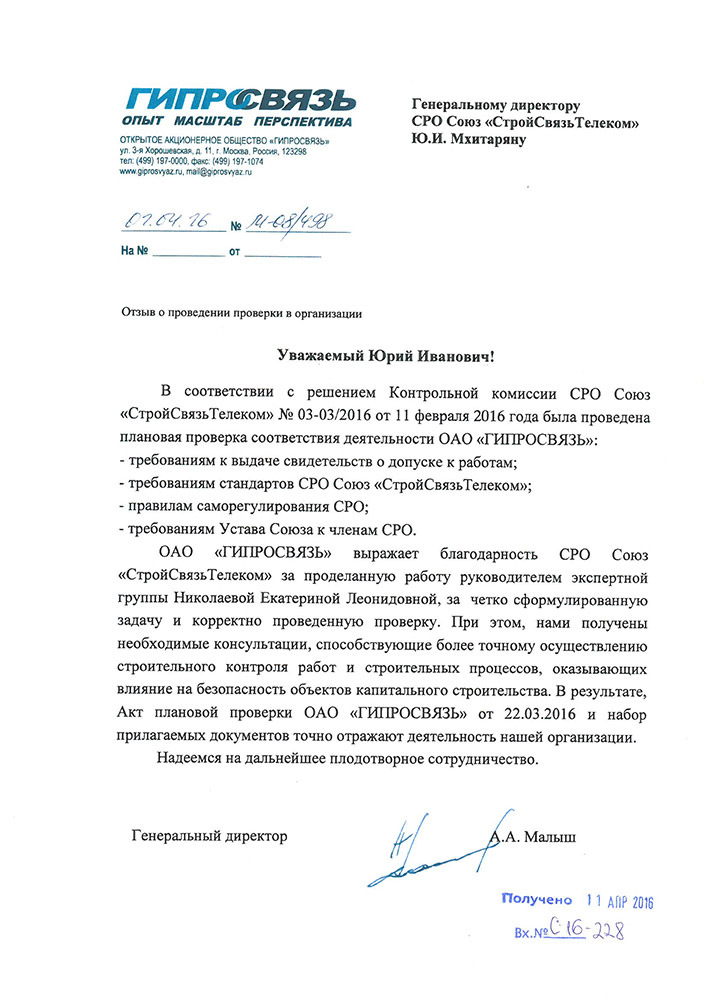 ГИПРОСВЯЗЬ
ОПЫТ МАСШТАБ ПЕРСПЕКТИВА
ОТКРЫТОЕ АКЦИОНЕРНОЕ ОБЩЕСТВО «ГИПРОСВЯЗЬ»
ул. 3-я Хорошевская, д. 11, г. Москва, Россия, 123298
тел: (499) 197-0000, факс: (499) 197-1074
www.giprosvyaz.ru, mail@giprosvyaz.ru
Генеральному директору
СРО Союз «СтройСвязьТелеком»
Ю.И. Мхитаряну
07.04.16 № М-08/498
На № ____________ от ____________
Отзыв о проведении проверки в организации
Уважаемый Юрий Иванович!
В соответствии с решением Контрольной комиссии СРО Союз
«СтройСвязьТелеком» № 03-03/2016 от 11 февраля 2016 года была проведена
плановая проверка соответствия деятельности ОАО «ГИПРОСВЯЗЬ»:
- требованиям к выдаче свидетельств о допуске к работам;
- требованиям стандартов СРО Союз «СтройСвязьТелеком»;
- правилам саморегулирования СРО;
- требованиям Устава Союза к членам СРО.
ОАО «ГИПРОСВЯЗЬ» выражает благодарность СРО Союз
«СтройСвязьТелеком» за проделанную работу руководителем экспертной
группы Николаевой Екатериной Леонидовной, за четко сформулированную
задачу и корректно проведенную проверку. При этом, нами получены
необходимые консультации, способствующие более точному осуществлению
строительного контроля работ и строительных процессов, оказывающих
влияние на безопасность объектов капитального строительства. В результате,
Акт плановой проверки ОАО «ГИПРОСВЯЗЬ» от 22.03.2016 и набор
прилагаемых документов точно отражают деятельность нашей организации.
Надеемся на дальнейшее плодотворное сотрудничество.
Генеральный директор А.А. Малыш
Получено 11 АПР 2016
Вх.№ С16-228